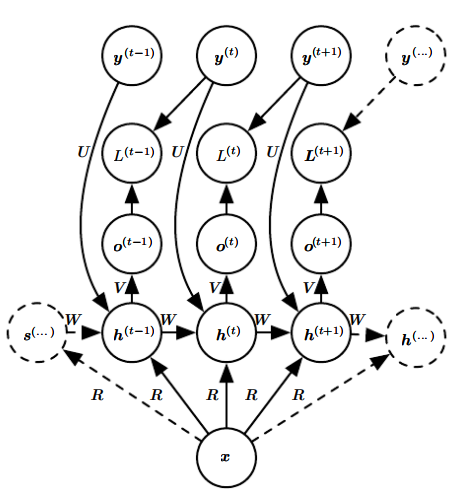 y(t−1) y(t) y(t+1) y(...)
U L(t−1) U L(t) U L(t+1)
o(t−1) o(t) o(t+1)
V V V
s(...) W h(t−1) W h(t) W h(t+1) W h(...)
R R R R R
x